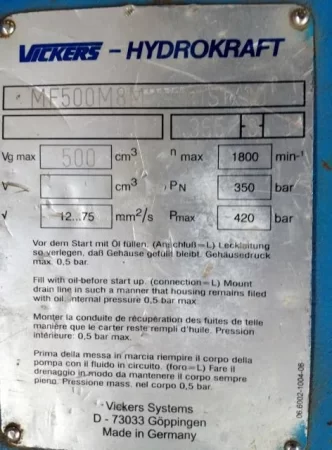 VICKERS – HYDROKRAFT
MF500M8M
Vg max 500 cm³ n max 1800 min⁻¹
V cm³ PN 350 bar
√ 12...75 mm²/s Pmax 420 bar
Vor dem Start mit Öl füllen. (Anschluß=L) Leckleitung
so verlegen, daß Gehäuse gefüllt bleibt. Gehäusedruck
max. 0,5 bar.
Fill with oil before start up. (connection=L) Mount
drain line in such a manner that housing remains filled
with oil. internal pressure 0,5 bar max.
Monter la conduite de récupération des fuites de telle
manière que le carter reste rempli d'huile. Pression
intérieure: 0,5 bar max.
Prima della messa in marcia riempire il corpo della
pompa con il fluido in circuito. (foro=L) Fare il
drenaggio in modo da mantenere il corpo sempre
pieno. Pressione mass. nel corpo 0,5 bar.
Vickers Systems
D - 73033 Göppingen
Made in Germany